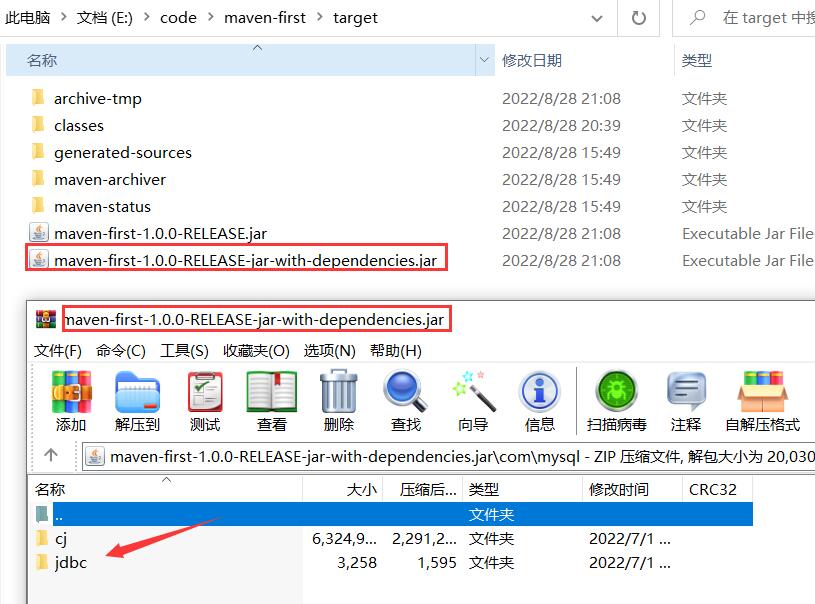 此电脑 > 文档 (E:) > code > maven-first > target 在 target 中搜
名称 修改日期 类型
archive-tmp 2022/8/28 21:08 文件夹
classes 2022/8/28 20:39 文件夹
generated-sources 2022/8/28 15:49 文件夹
maven-archiver 2022/8/28 15:49 文件夹
maven-status 2022/8/28 15:49 文件夹
maven-first-1.0.0-RELEASE.jar 2022/8/28 21:08 Executable Jar File
maven-first-1.0.0-RELEASE-jar-with-dependencies.jar 2022/8/28 21:08 Executable Jar File
maven-first-1.0.0-RELEASE-jar-with-dependencies.jar
文件(F) 命令(C) 工具(S) 收藏夹(O) 选项(N) 帮助(H)
添加 解压到 测试 查看 删除 查找 向导 信息 扫描病毒 注释 自解压格式
maven-first-1.0.0-RELEASE-jar-with-dependencies.jar\com\mysql - ZIP 压缩文件, 解包大小为 20,030
名称 大小 压缩后... 类型 修改时间 CRC32
.. 文件夹
cj 6,324,9... 2,291,2... 文件夹 2022/7/1 ...
jdbc 3,258 1,595 文件夹 2022/7/1 ...